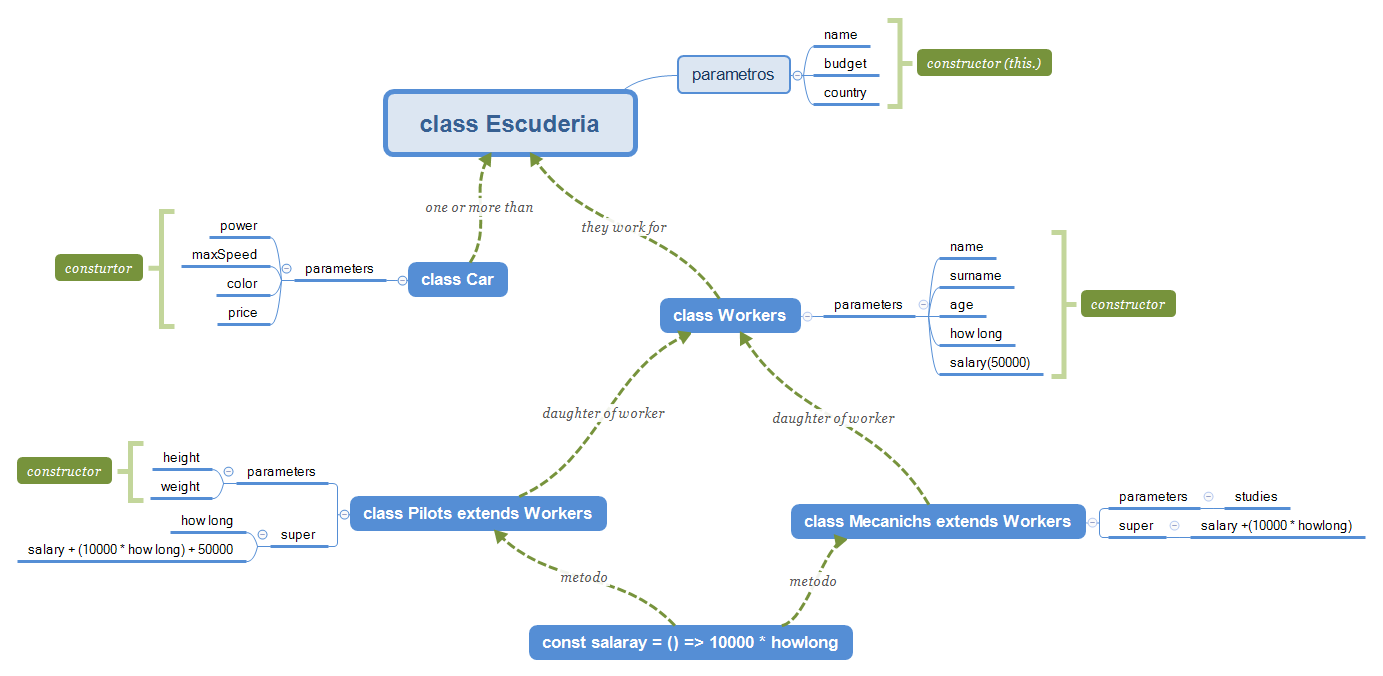 name
parametros
budget
country
constructor (this.)
class Escuderia
one or more than
they work for
consturtor
power
maxSpeed
color
price
parameters
class Car
class Workers
parameters
name
surname
age
how long
salary(50000)
constructor
daughter of worker
daughter of worker
constructor
height
weight
parameters
how long
salary + (10000 * how long) + 50000
super
class Pilots extends Workers
class Mecanichs extends Workers
parameters
studies
super
salary +(10000 * howlong)
metodo
metodo
const salaray = () => 10000 * howlong